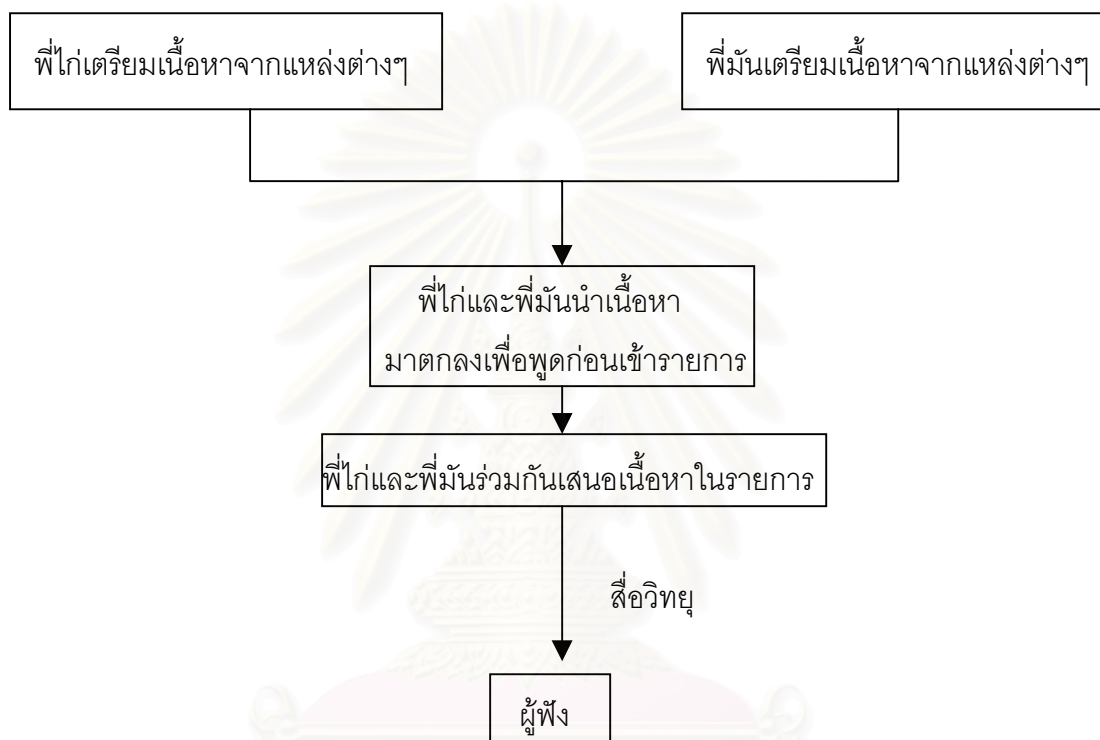 พี่ไก่เตรียมเนื้อหาจากแหล่งต่างๆ
พี่มันเตรียมเนื้อหาจากแหล่งต่างๆ
พี่ไก่และพี่มันนำเนื้อหา
มาตกลงเพื่อพูดก่อนเข้ารายการ
พี่ไก่และพี่มันร่วมกันเสนอเนื้อหาในรายการ
สื่อวิทยุ
ผู้ฟัง